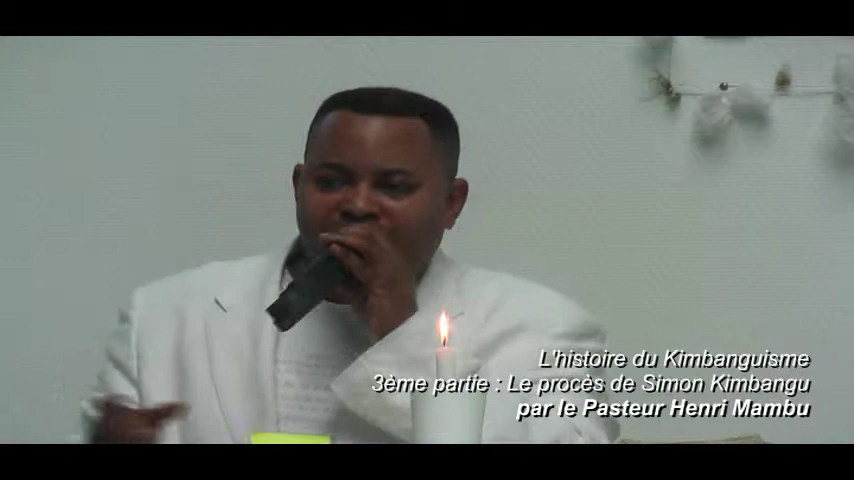 L'histoire du Kimbanguisme
3ème partie : Le procès de Simon Kimbangu
par le Pasteur Henri Mambu